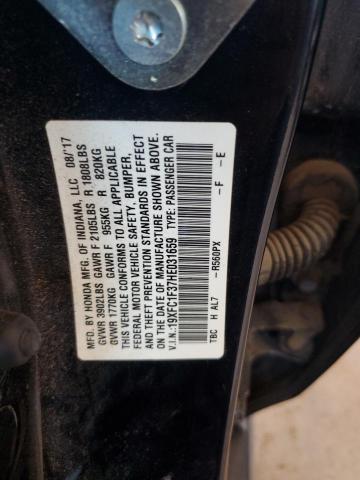 MFD. BY HONDA MFG. OF INDIANA, LLC 08/'17
GVWR 3902LBS GAWR F 2105LBS R 1808LBS
GVWR 1770KG GAWR F 955KG R 820KG
THIS VEHICLE CONFORMS TO ALL APPLICABLE
FEDERAL MOTOR VEHICLE SAFETY, BUMPER,
AND THEFT PREVENTION STANDARDS IN EFFECT
ON THE DATE OF MANUFACTURE SHOWN ABOVE.
V.I.N.:19XFC1F37HE031659 TYPE: PASSENGER CAR
-R560PX -F -E
TBC H AL7